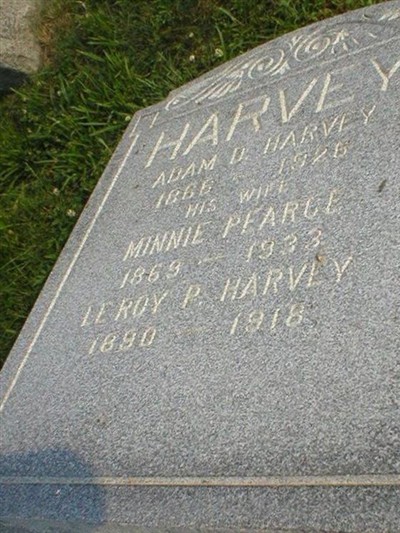 HARVEY
ADAM D. HARVEY
1866 1926
HIS WIFE
MINNIE PEARCE
1869 — 1933
LEROY P. HARVEY
1890 — 1918